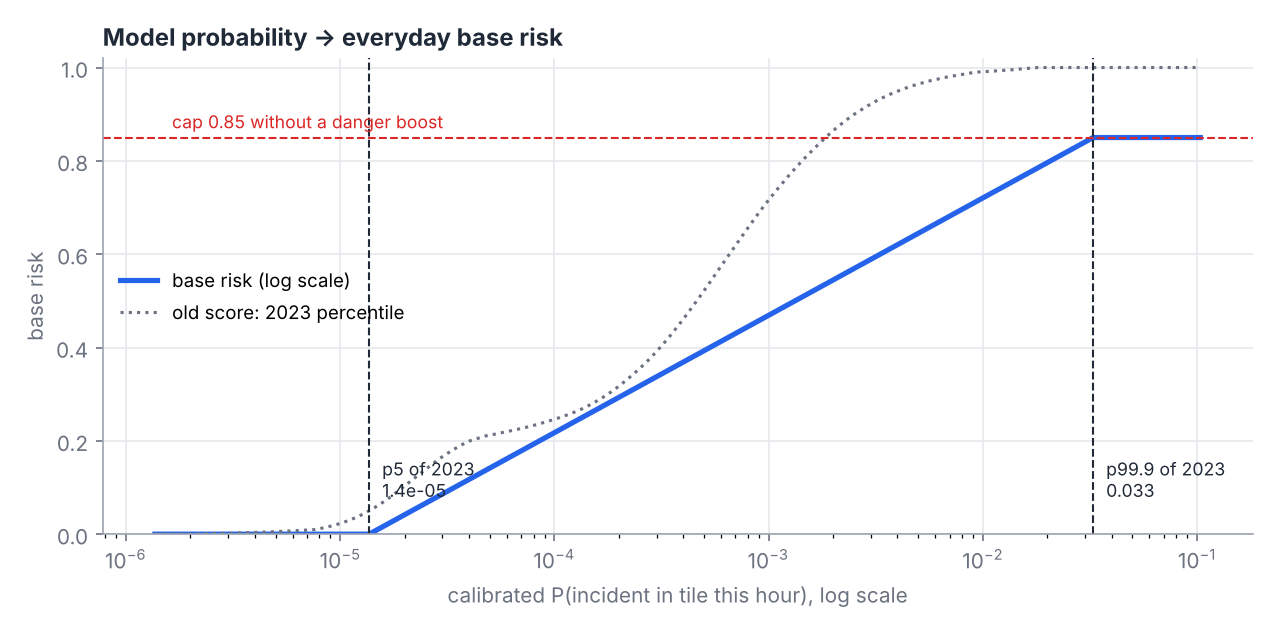 Model probability → everyday base risk
1.0
0.8
0.6
0.4
0.2
0.0
base risk
cap 0.85 without a danger boost
base risk (log scale)
old score: 2023 percentile
p5 of 2023
1.4e-05
p99.9 of 2023
0.033
10⁻⁶
10⁻⁵
10⁻⁴
10⁻³
10⁻²
10⁻¹
calibrated P(incident in tile this hour), log scale